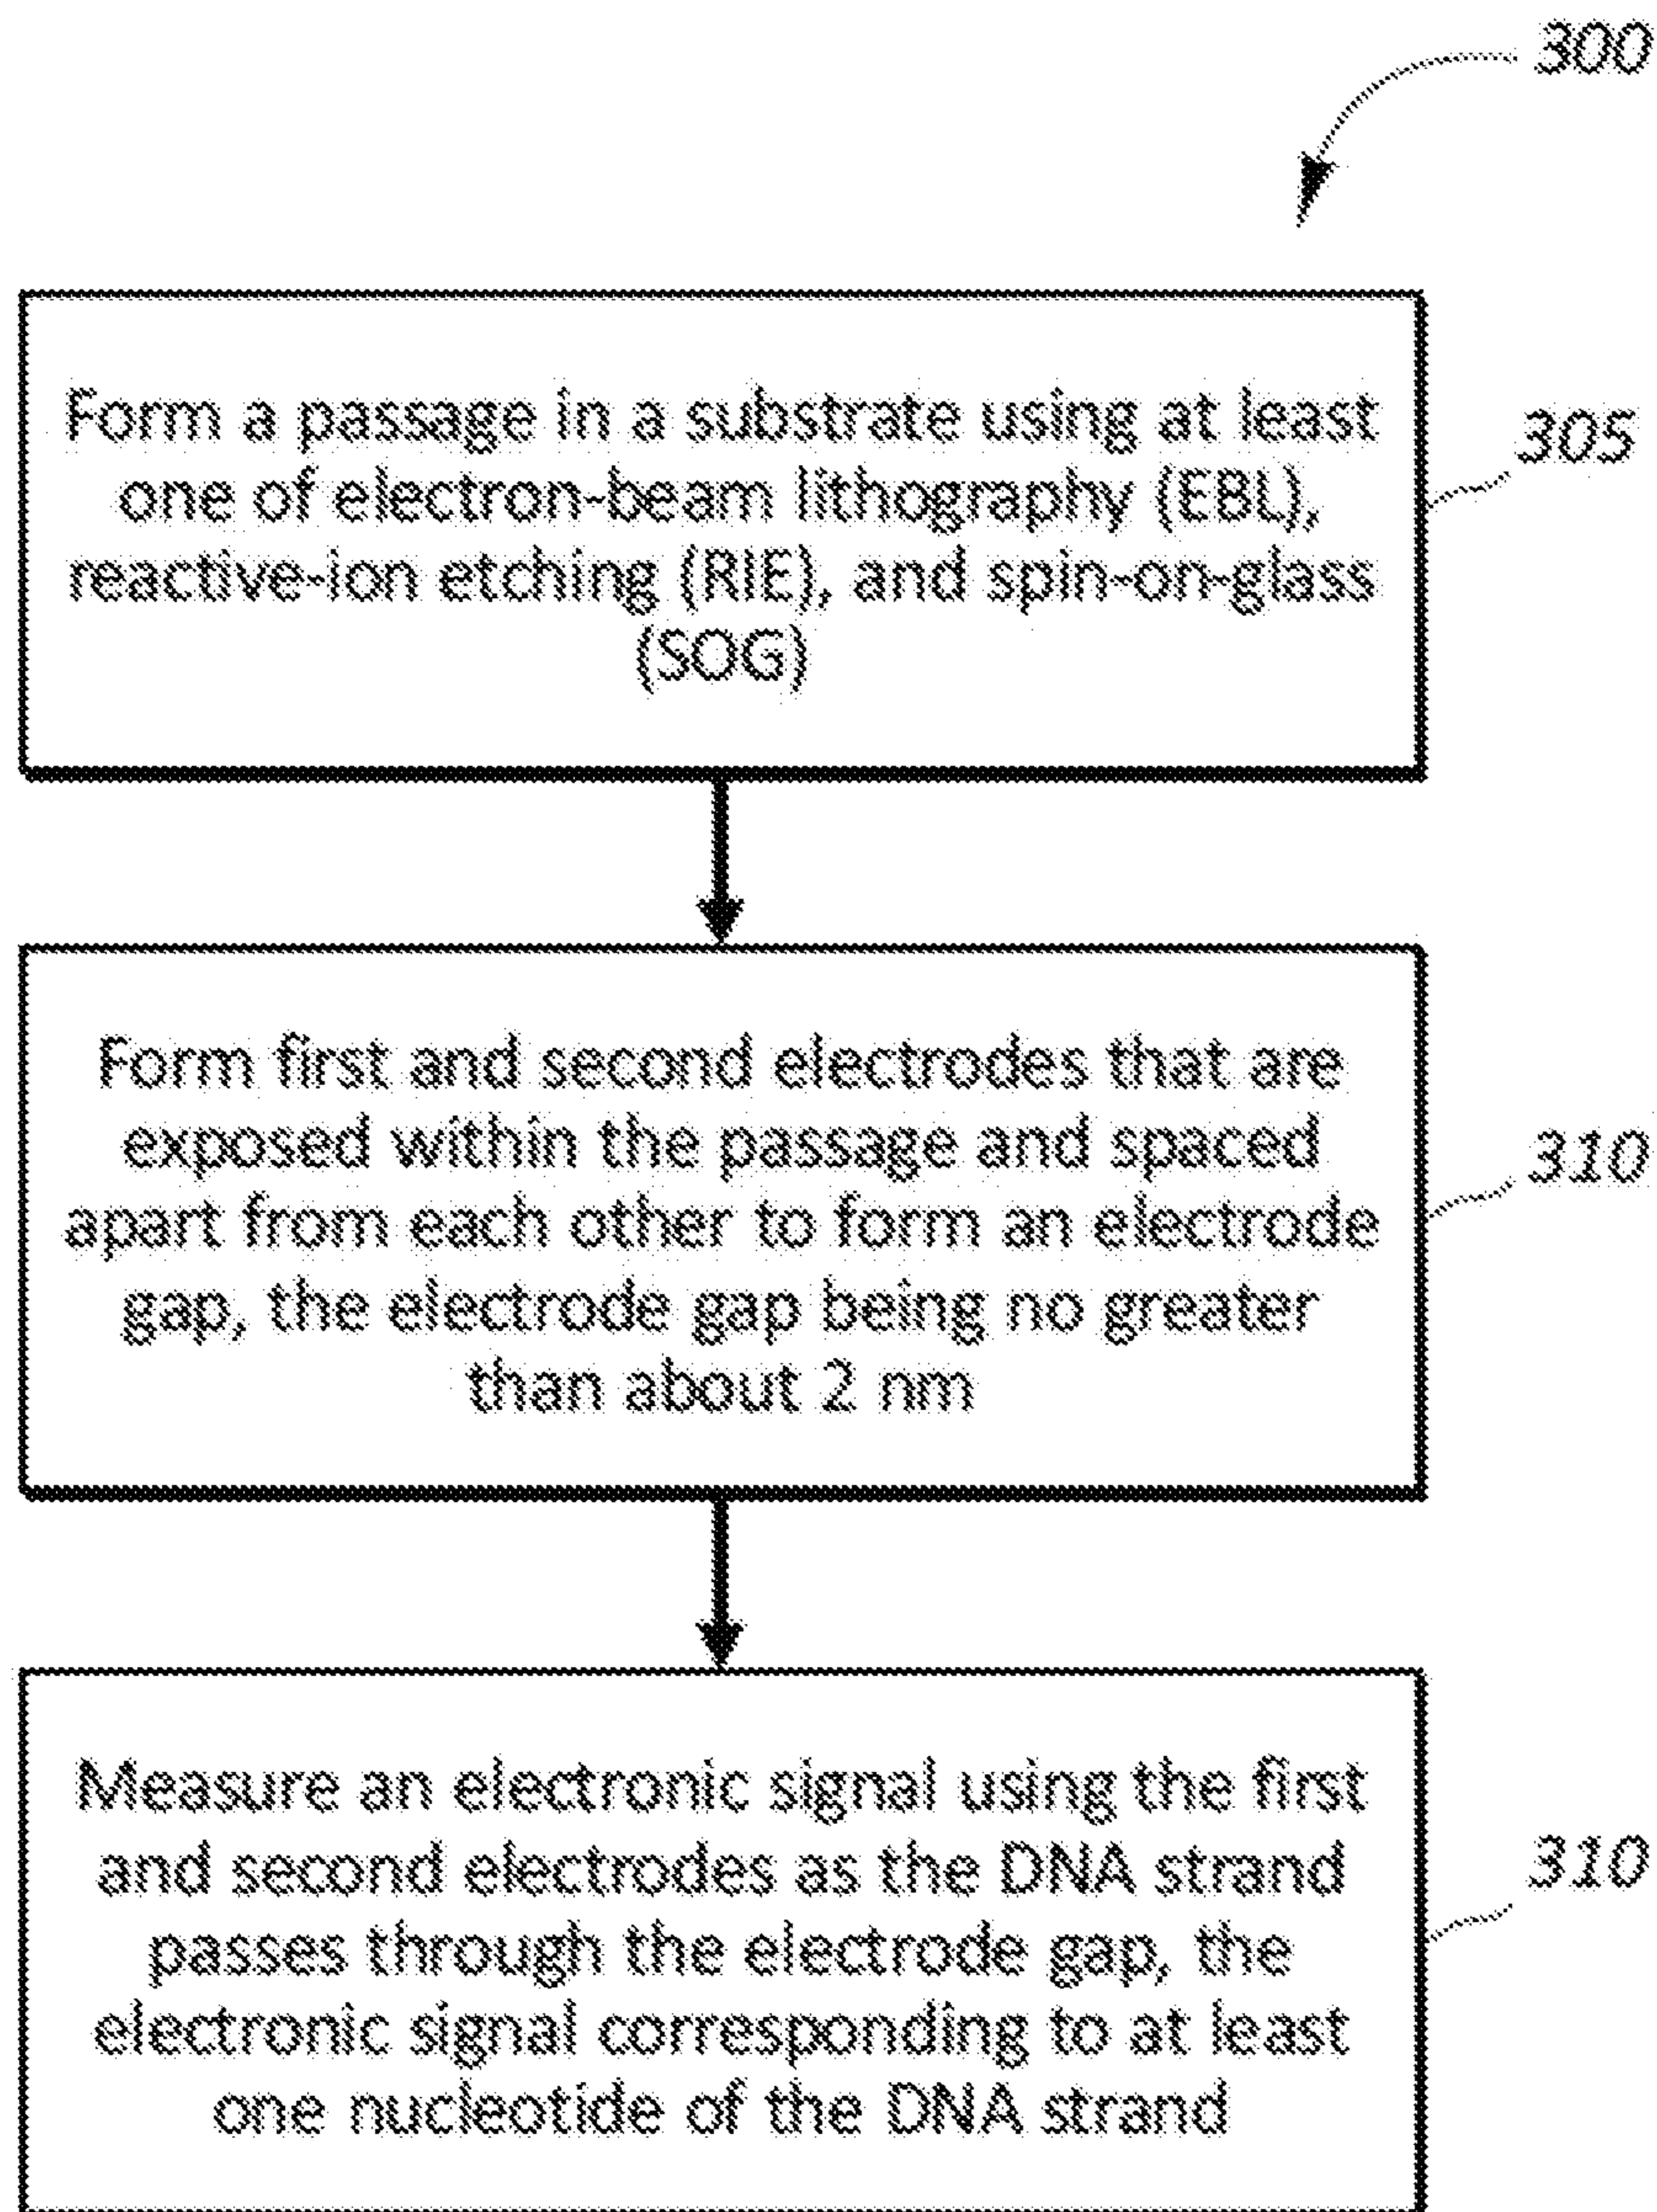 300
Form a passage in a substrate using at least
one of electron-beam lithography (EBL),
reactive-ion etching (RIE), and spin-on-glass
(SOG)
305
Form first and second electrodes that are
exposed within the passage and spaced
apart from each other to form an electrode
gap, the electrode gap being no greater
than about 2 nm
310
Measure an electronic signal using the first
and second electrodes as the DNA strand
passes through the electrode gap, the
electronic signal corresponding to at least
one nucleotide of the DNA strand
310